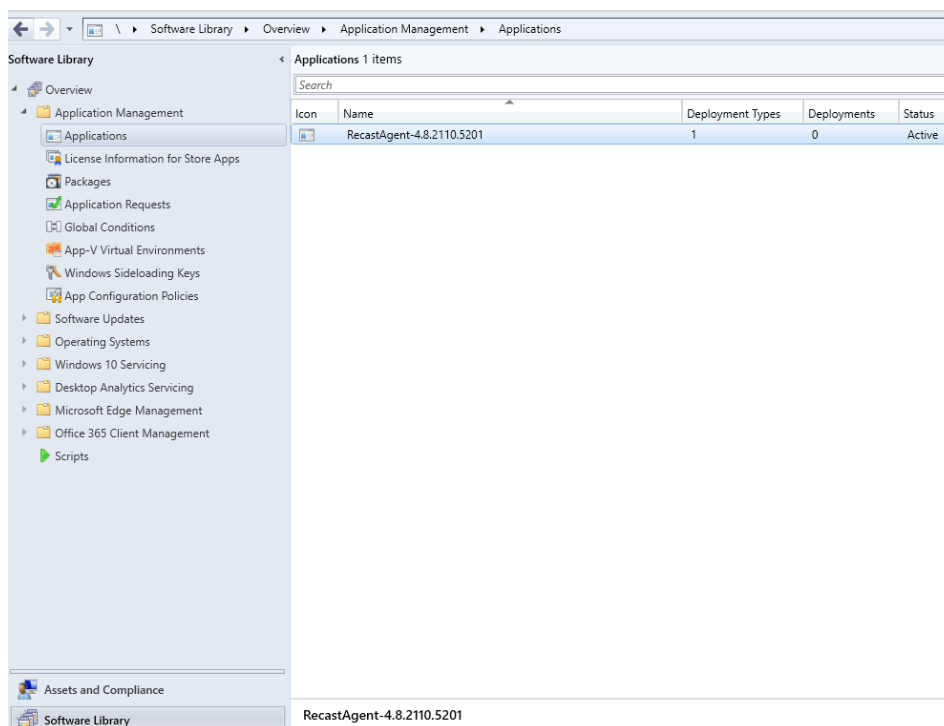 \ ▸ Software Library ▸ Overview ▸ Application Management ▸ Applications
Software Library
Overview
Application Management
Applications
License Information for Store Apps
Packages
Application Requests
Global Conditions
App-V Virtual Environments
Windows Sideloading Keys
App Configuration Policies
Software Updates
Operating Systems
Windows 10 Servicing
Desktop Analytics Servicing
Microsoft Edge Management
Office 365 Client Management
Scripts
Assets and Compliance
Software Library
Applications 1 items
Search
Icon Name Deployment Types Deployments Status
RecastAgent-4.8.2110.5201 1 0 Active
RecastAgent-4.8.2110.5201